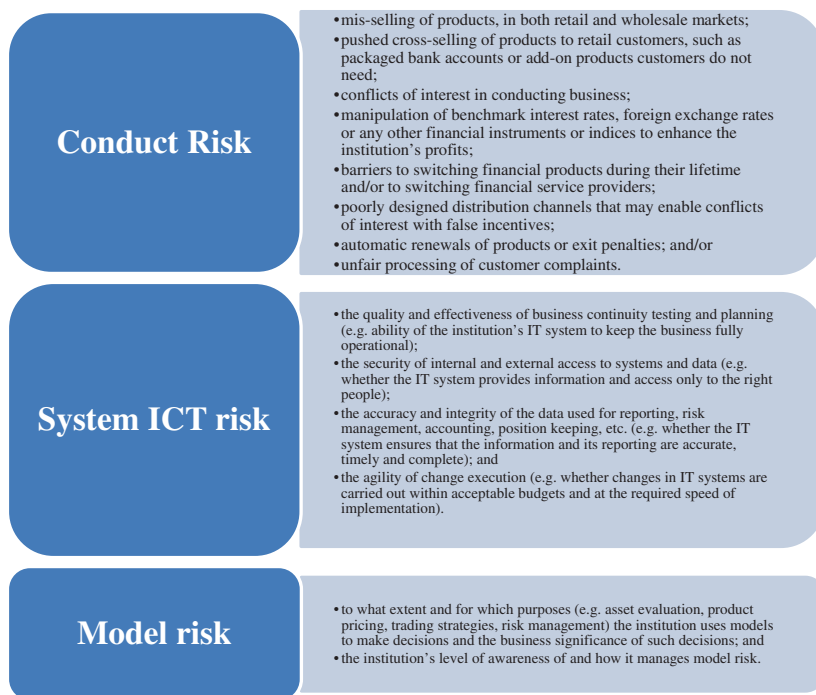 Conduct Risk
•mis-selling of products, in both retail and wholesale markets;
•pushed cross-selling of products to retail customers, such as
packaged bank accounts or add-on products customers do not
need;
•conflicts of interest in conducting business;
•manipulation of benchmark interest rates, foreign exchange rates
or any other financial instruments or indices to enhance the
institution’s profits;
•barriers to switching financial products during their lifetime
and/or to switching financial service providers;
•poorly designed distribution channels that may enable conflicts
of interest with false incentives;
•automatic renewals of products or exit penalties; and/or
•unfair processing of customer complaints.
System ICT risk
•the quality and effectiveness of business continuity testing and planning
(e.g. ability of the institution’s IT system to keep the business fully
operational);
•the security of internal and external access to systems and data (e.g.
whether the IT system provides information and access only to the right
people);
•the accuracy and integrity of the data used for reporting, risk
management, accounting, position keeping, etc. (e.g. whether the IT
system ensures that the information and its reporting are accurate,
timely and complete); and
•the agility of change execution (e.g. whether changes in IT systems are
carried out within acceptable budgets and at the required speed of
implementation).
Model risk
•to what extent and for which purposes (e.g. asset evaluation, product
pricing, trading strategies, risk management) the institution uses models
to make decisions and the business significance of such decisions; and
•the institution’s level of awareness of and how it manages model risk.